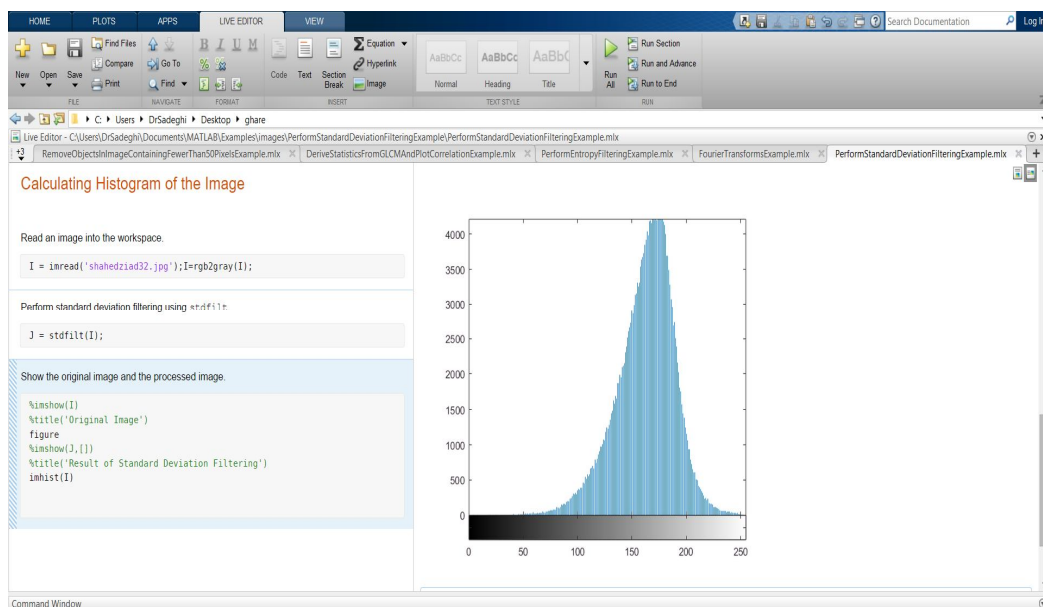 HOME PLOTS APPS LIVE EDITOR VIEW
Search Documentation Log In
New Open Save
Find Files
Compare
Print
Go To
Find
B I U M
Code Text Section Break
Equation
Hyperlink
Image
AaBbCc AaBbCc AaBb(
Normal Heading Title
Run All
Run Section
Run and Advance
Run to End
FILE NAVIGATE FORMAT INSERT TEXT STYLE RUN
C: Users DrSadeghi Desktop ghare
Live Editor - C:\Users\DrSadeghi\Documents\MATLAB\Examples\images\PerformStandardDeviationFilteringExample\PerformStandardDeviationFilteringExample.mlx
+3 RemoveObjectsInImageContainingFewerThan50PixelsExample.mlx DeriveStatisticsFromGLCMAndPlotCorrelationExample.mlx PerformEntropyFilteringExample.mlx FourierTransformsExample.mlx PerformStandardDeviationFilteringExample.mlx
Calculating Histogram of the Image
Read an image into the workspace.
I = imread('shahedziad32.jpg');I=rgb2gray(I);
Perform standard deviation filtering using stdfilt
J = stdfilt(I);
Show the original image and the processed image.
%imshow(I)
%title('Original Image')
figure
%imshow(J,[])
%title('Result of Standard Deviation Filtering')
imhist(I)
4000
3500
3000
2500
2000
1500
1000
500
0
0 50 100 150 200 250
Command Window